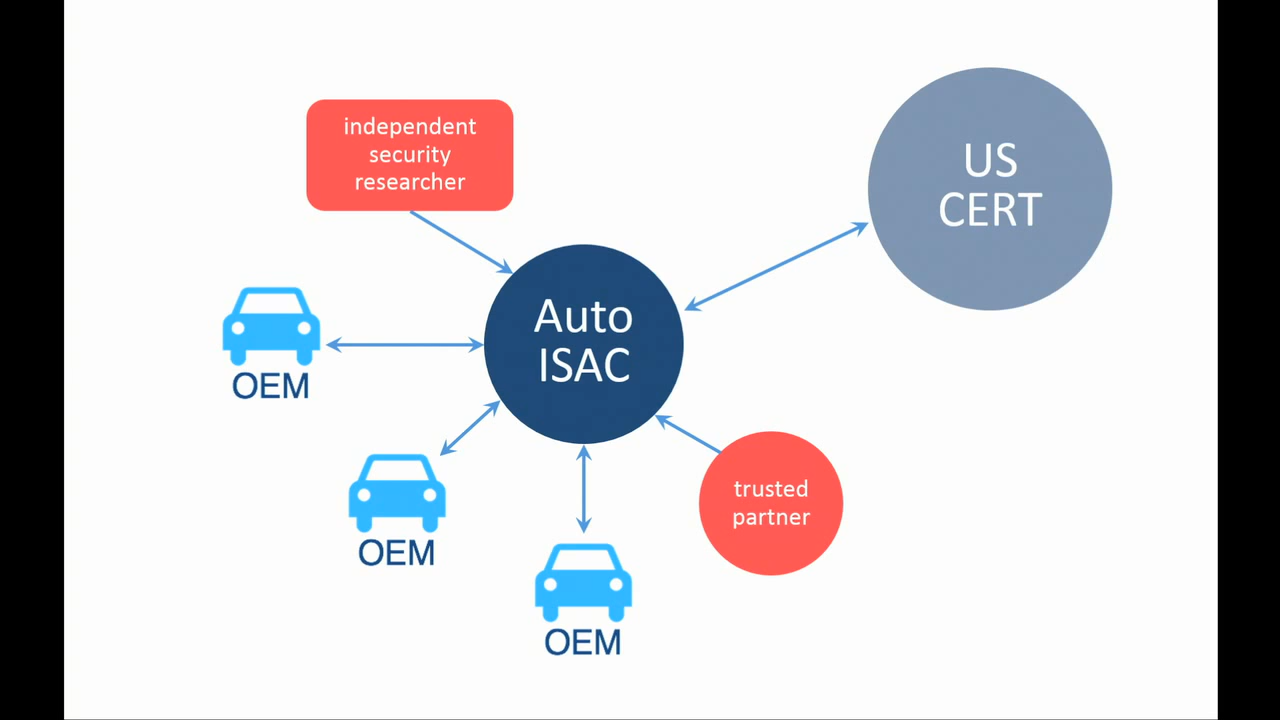 independent
security
researcher
US
CERT
Auto
ISAC
OEM
trusted
partner
OEM
OEM